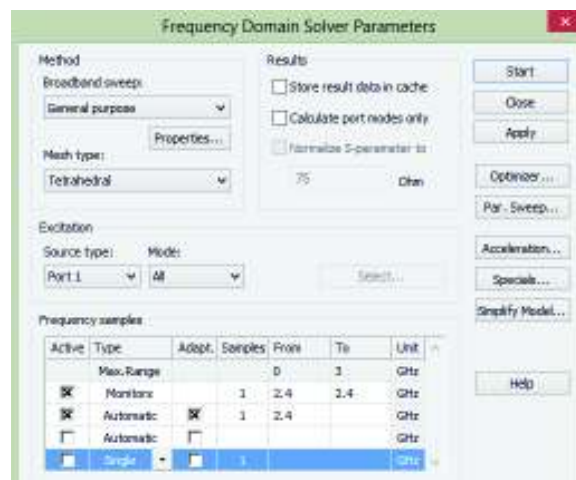 Frequency Domain Solver Parameters
Method
Broadband sweep:
General purpose
Properties...
Mesh type:
Tetrahedral
Results
Store result data in cache
Calculate port modes only
Normalize S-parameter to
75 Ohm
Start
Close
Apply
Optimizer...
Par. Sweep...
Acceleration...
Specials...
Simplify Model...
Help
Excitation
Source type: Mode:
Port 1 All
Select...
Frequency samples
Active Type Adapt. Samples From To Unit
Max.Range 0 3 GHz
Monitors 1 2.4 2.4 GHz
Automatic 1 2.4 GHz
Automatic GHz
Single 1 GHz